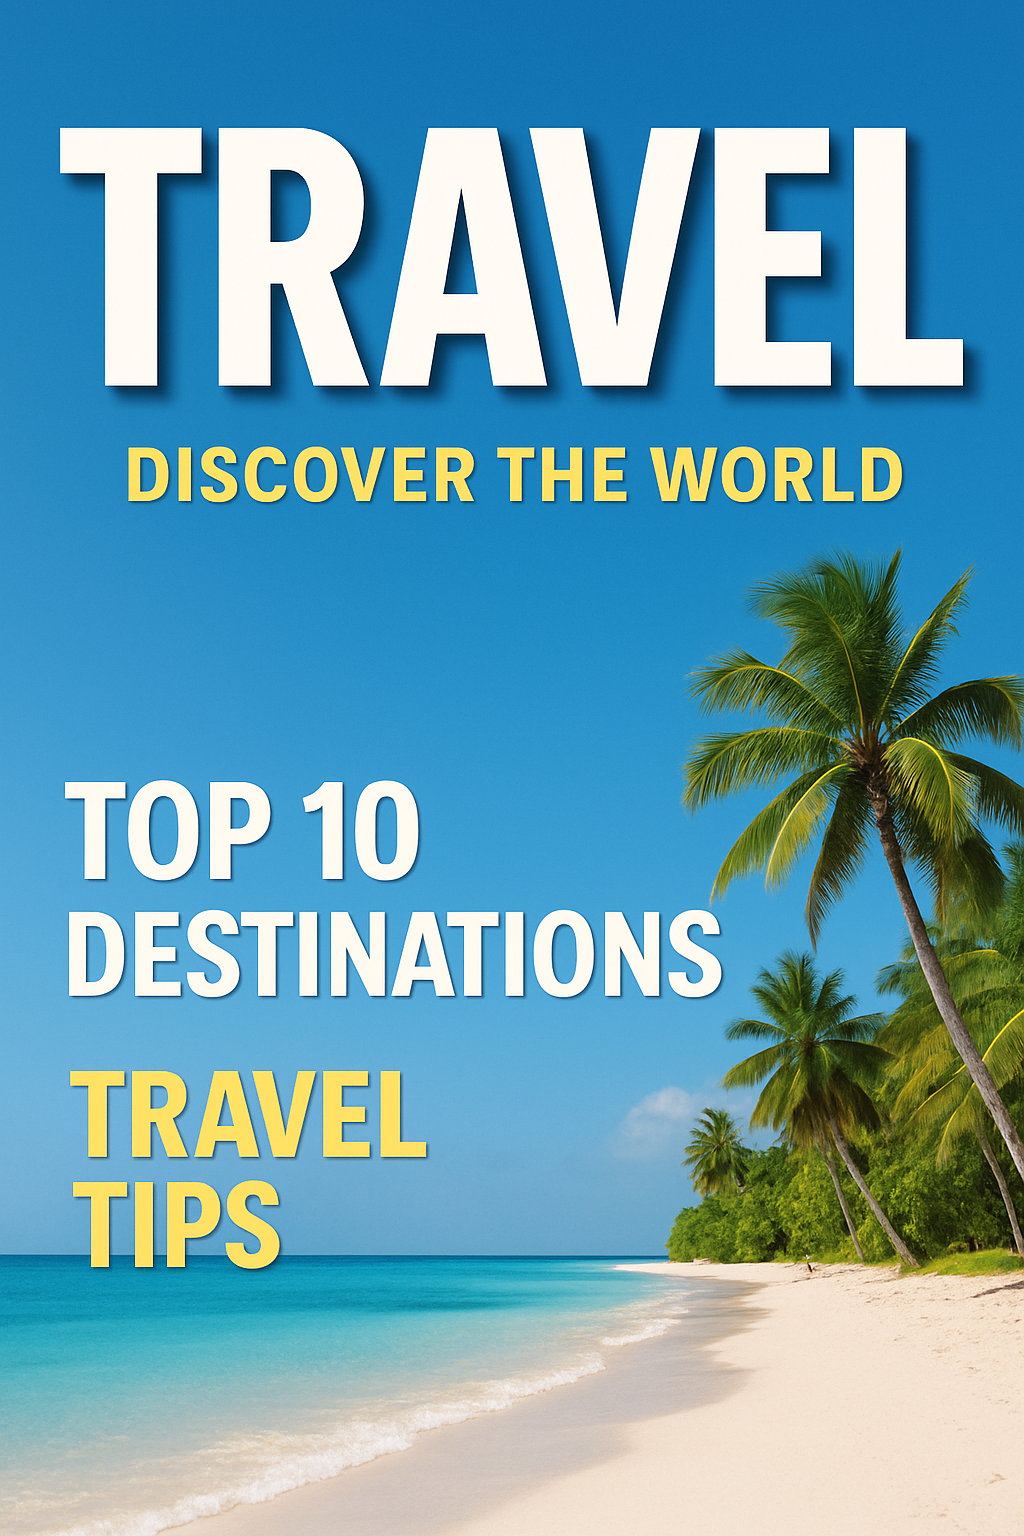 TRAVEL
DISCOVER THE WORLD
TOP 10
DESTINATIONS
TRAVEL
TIPS